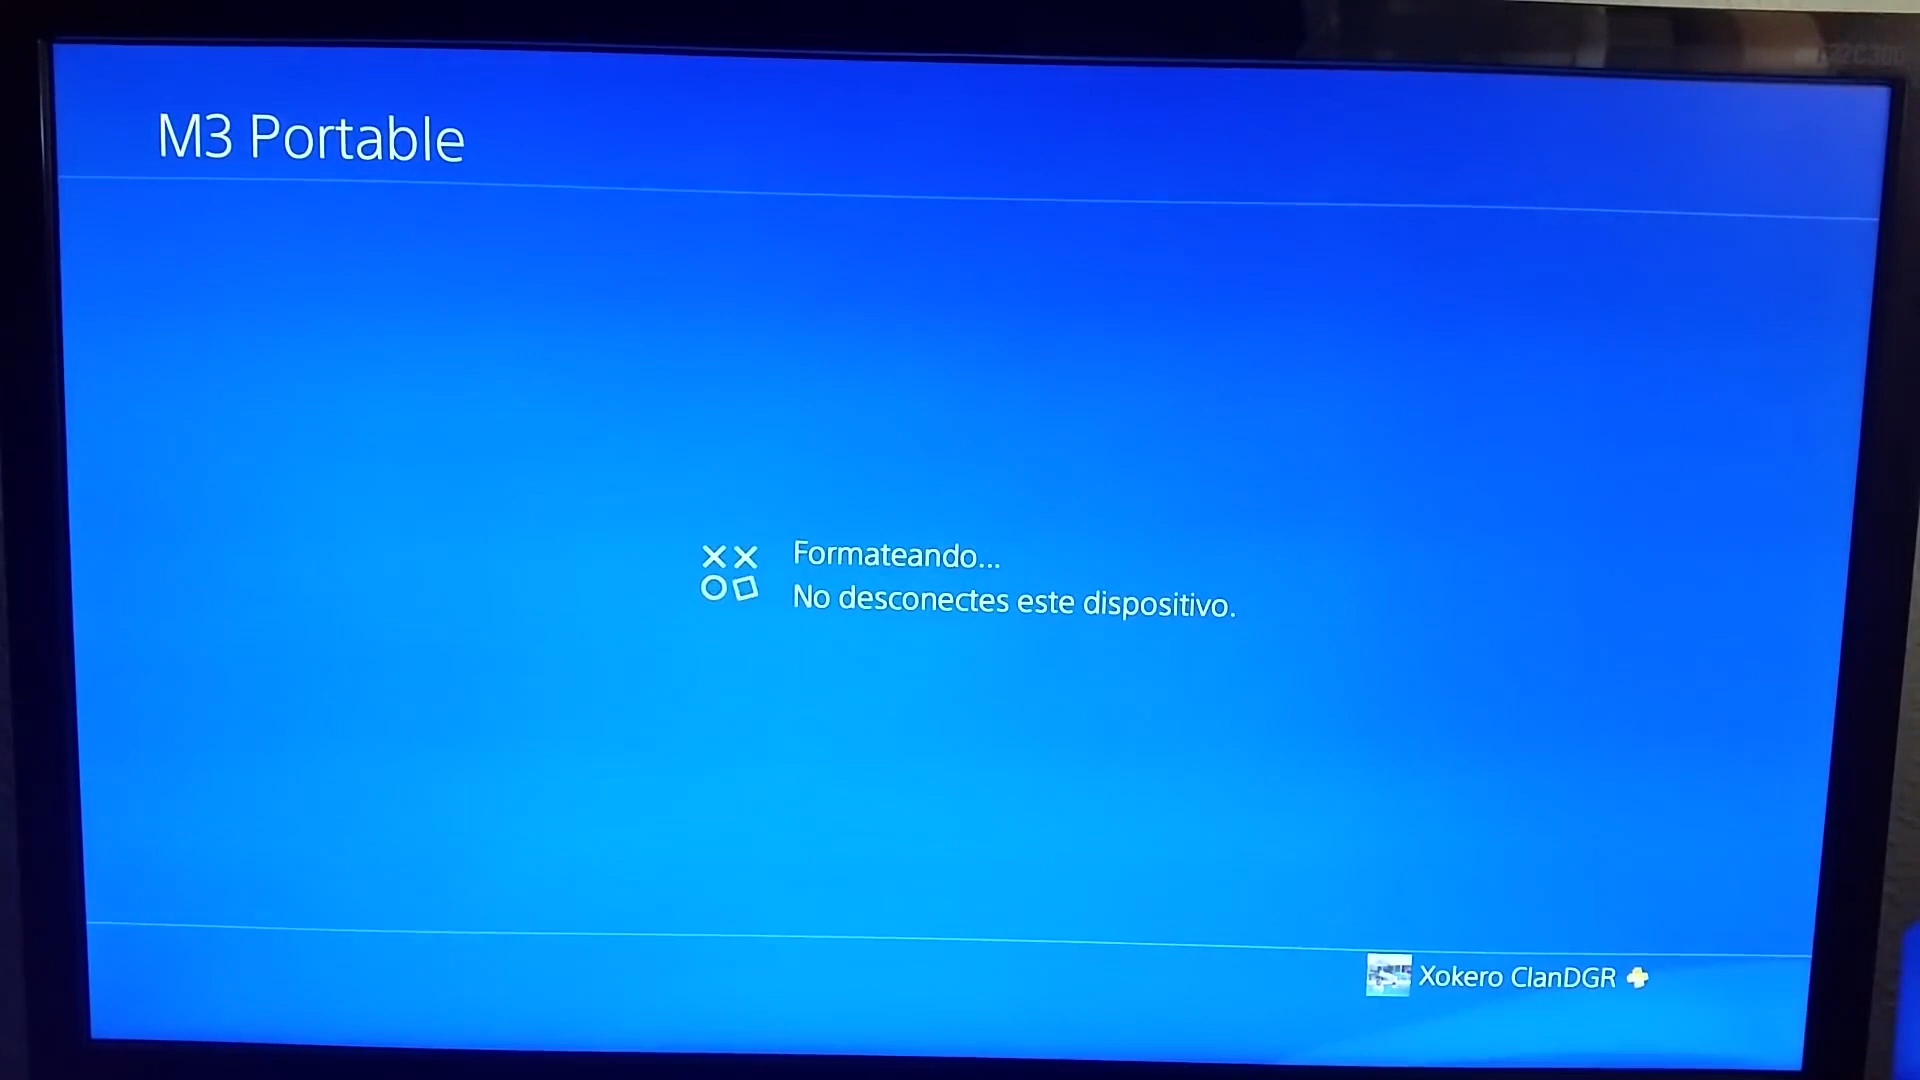 M3 Portable
Formateando...
No desconectes este dispositivo.
Xokero ClanDGR